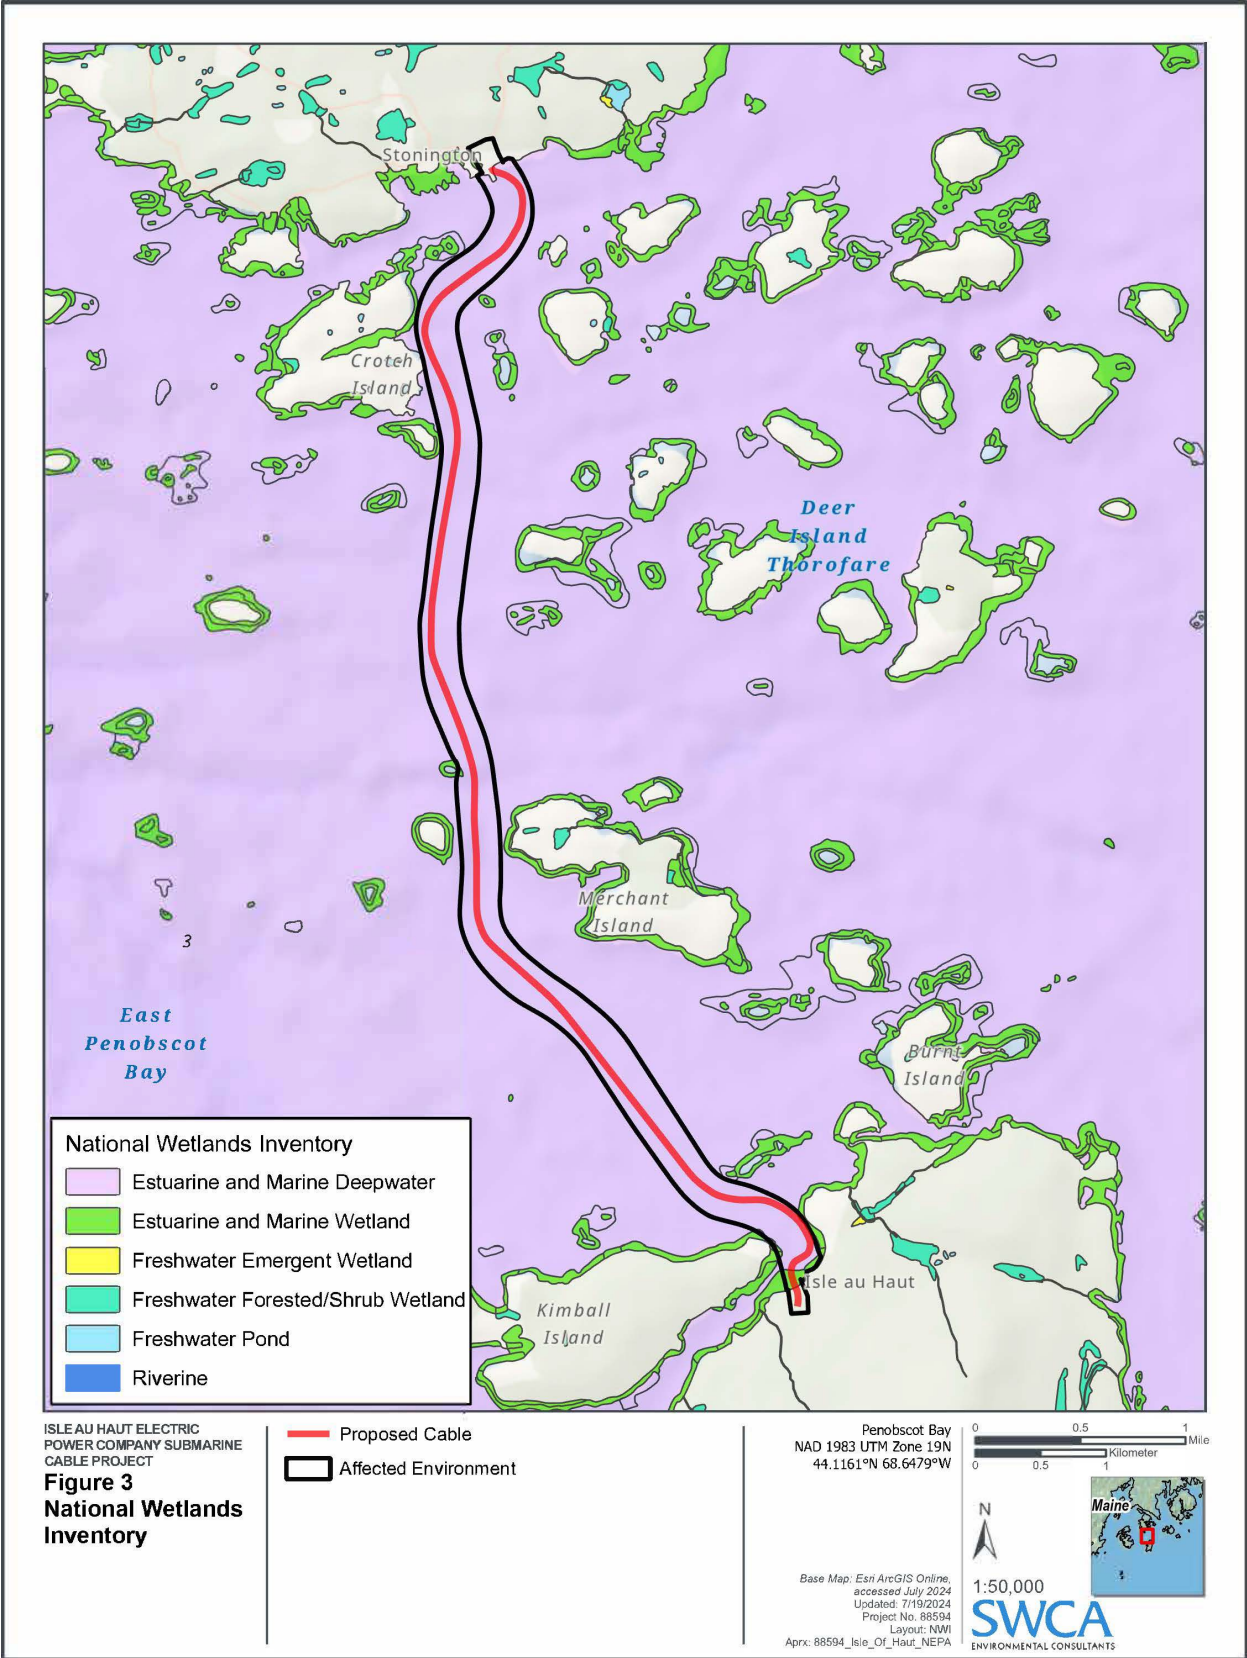 Stonington
Crotch
Island
Deer
Island
Thorofare
Merchant
Island
3
East
Penobscot
Bay
Burnt
Island
Isle au Haut
Kimball
Island
National Wetlands Inventory
Estuarine and Marine Deepwater
Estuarine and Marine Wetland
Freshwater Emergent Wetland
Freshwater Forested/Shrub Wetland
Freshwater Pond
Riverine
ISLE AU HAUT ELECTRIC
POWER COMPANY SUBMARINE
CABLE PROJECT
Figure 3
National Wetlands
Inventory
Proposed Cable
Affected Environment
Penobscot Bay
NAD 1983 UTM Zone 19N
44.1161°N 68.6479°W
Base Map: Esri ArcGIS Online,
accessed July 2024
Updated: 7/19/2024
Project No. 88594
Layout: NWI
Aprx: 88594_Isle_Of_Haut_NEPA
0 0.5 1
Mile
Kilometer
0 0.5 1
N
1:50,000
Maine
SWCA
ENVIRONMENTAL CONSULTANTS